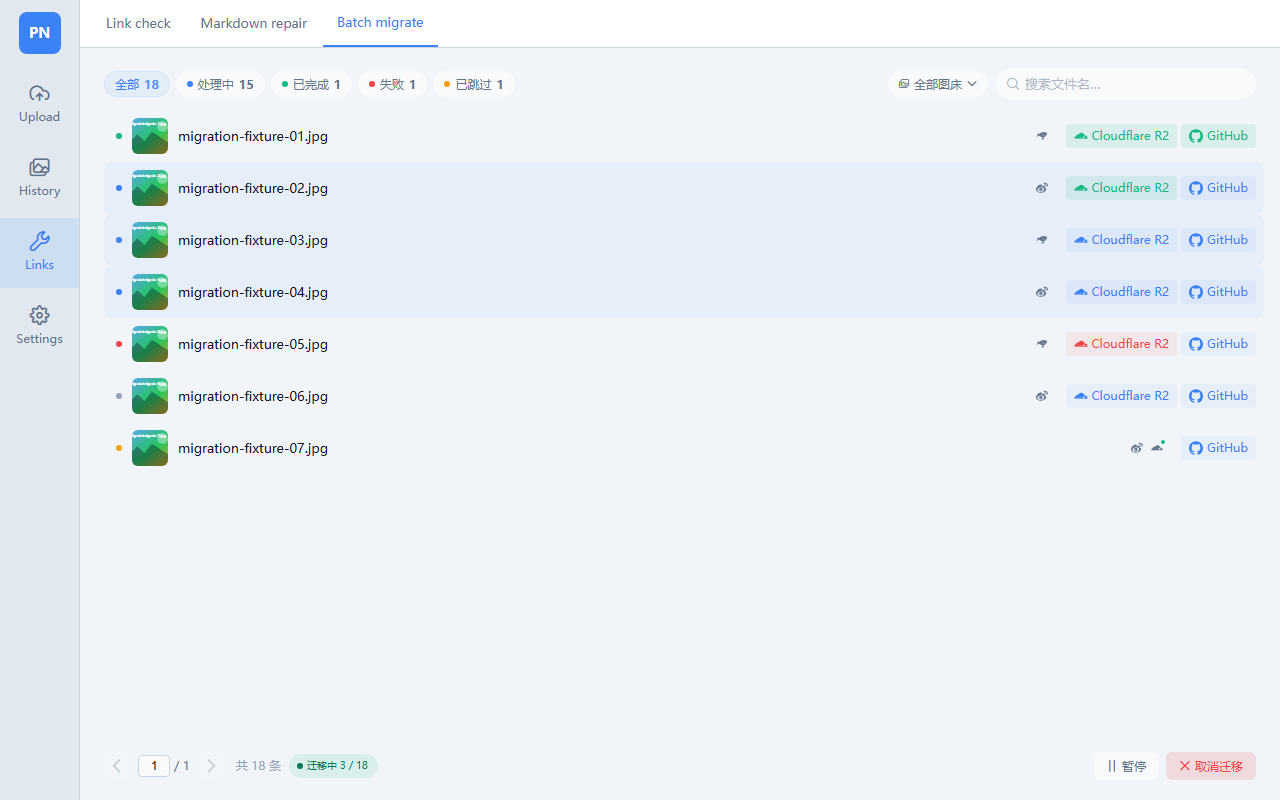 PN
Upload
History
Links
Settings
Link check
Markdown repair
Batch migrate
全部 18
处理中 15
已完成 1
失败 1
已跳过 1
全部图床
搜索文件名...
migration-fixture-01.jpg Cloudflare R2 GitHub
migration-fixture-02.jpg Cloudflare R2 GitHub
migration-fixture-03.jpg Cloudflare R2 GitHub
migration-fixture-04.jpg Cloudflare R2 GitHub
migration-fixture-05.jpg Cloudflare R2 GitHub
migration-fixture-06.jpg Cloudflare R2 GitHub
migration-fixture-07.jpg GitHub
1 / 1
共 18 条
迁移中 3 / 18
暂停
取消迁移